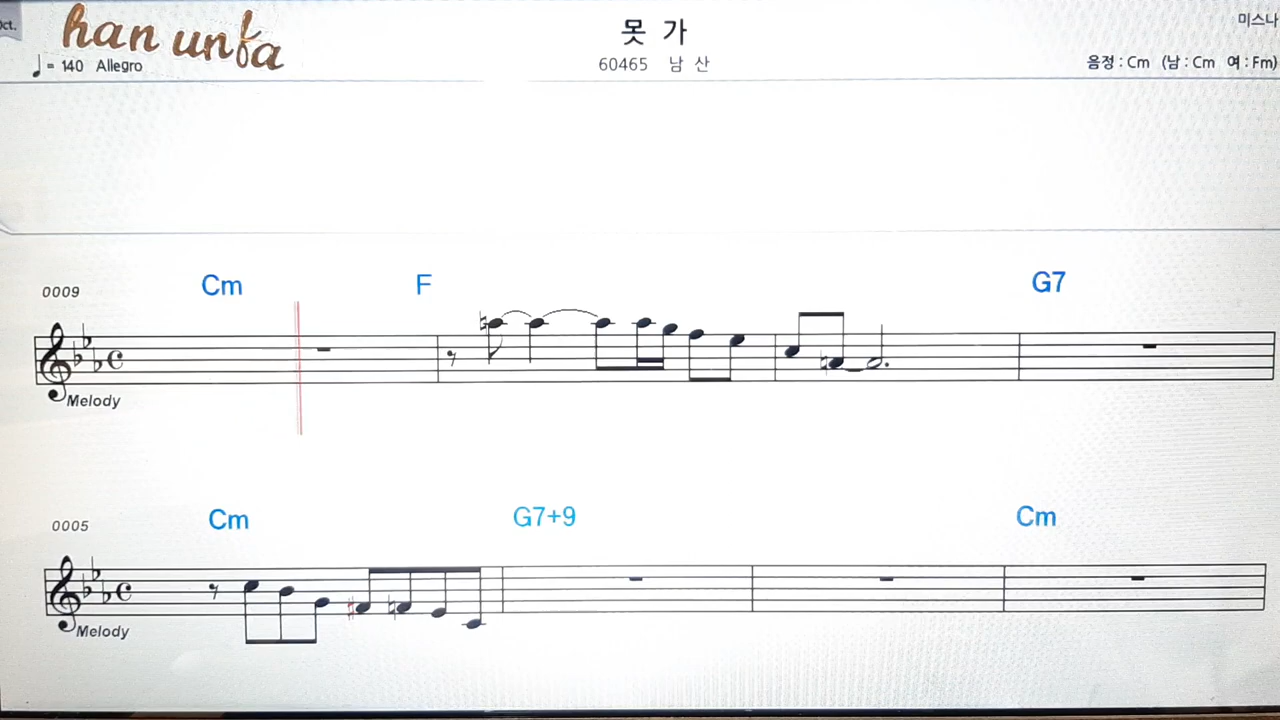 han unfa
못 가
미스나
♩= 140 Allegro
60465 남 산
음정 : Cm (남 : Cm 여 : Fm)
Cm F G7
0009
Melody
Cm G7+9 Cm
0005
Melody